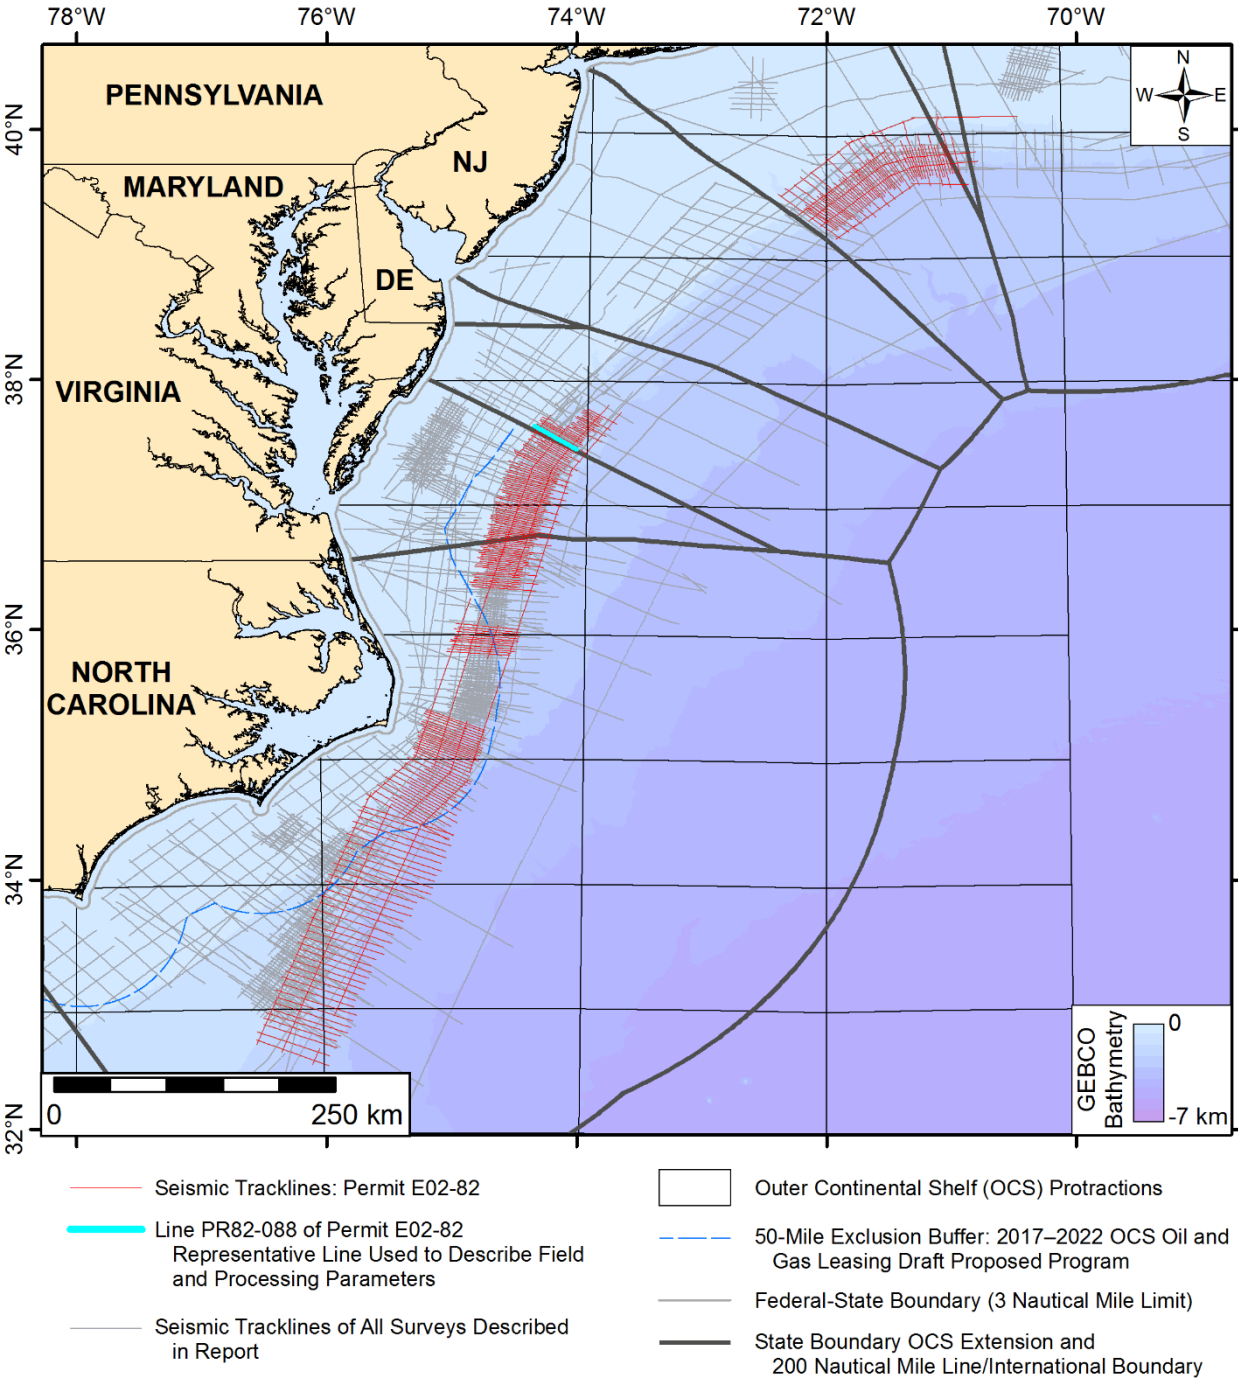 78°W 76°W 74°W 72°W 70°W
N
W E
S
40°N
38°N
36°N
34°N
32°N
PENNSYLVANIA
NJ
MARYLAND
DE
VIRGINIA
NORTH
CAROLINA
0 250 km
GEBCO
Bathymetry
0
-7 km
Seismic Tracklines: Permit E02-82
Line PR82-088 of Permit E02-82
Representative Line Used to Describe Field
and Processing Parameters
Seismic Tracklines of All Surveys Described
in Report
Outer Continental Shelf (OCS) Protractions
50-Mile Exclusion Buffer: 2017–2022 OCS Oil and
Gas Leasing Draft Proposed Program
Federal-State Boundary (3 Nautical Mile Limit)
State Boundary OCS Extension and
200 Nautical Mile Line/International Boundary